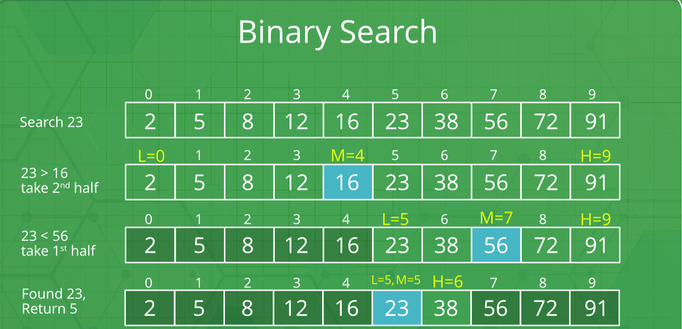 Binary Search
0 1 2 3 4 5 6 7 8 9
Search 23 2 5 8 12 16 23 38 56 72 91
L=0 1 2 3 M=4 5 6 7 8 H=9
23 > 16
take 2nd half 2 5 8 12 16 23 38 56 72 91
0 1 2 3 4 L=5 6 M=7 8 H=9
23 < 56
take 1st half 2 5 8 12 16 23 38 56 72 91
0 1 2 3 4 L=5, M=5 H=6 7 8 9
Found 23,
Return 5 2 5 8 12 16 23 38 56 72 91